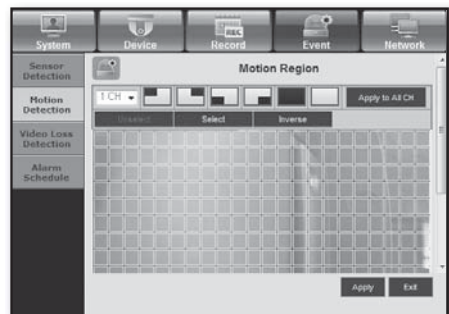 System Device Record Event Network
REC
Sensor
Detection
Motion
Detection
Video Loss
Detection
Alarm
Schedule
Motion Region
1 CH
Apply to All CH
Unselect Select Inverse
Apply Exit